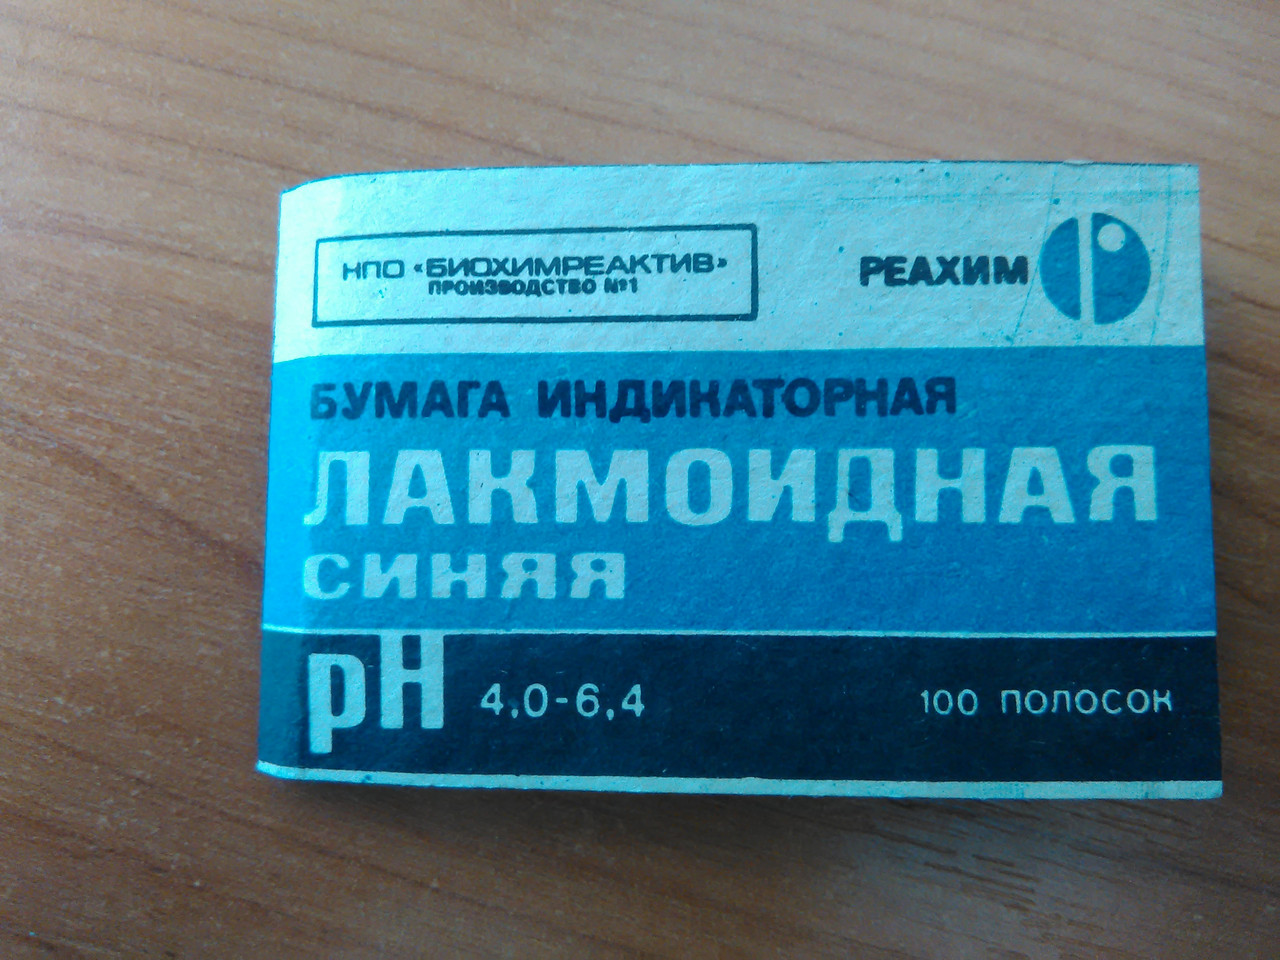 НПО «БИОХИМРЕАКТИВ»
ПРОИЗВОДСТВО №1
РЕАХИМ
БУМАГА ИНДИКАТОРНАЯ
ЛАКМОИДНАЯ
СИНЯЯ
pH 4,0-6,4
100 ПОЛОСОК